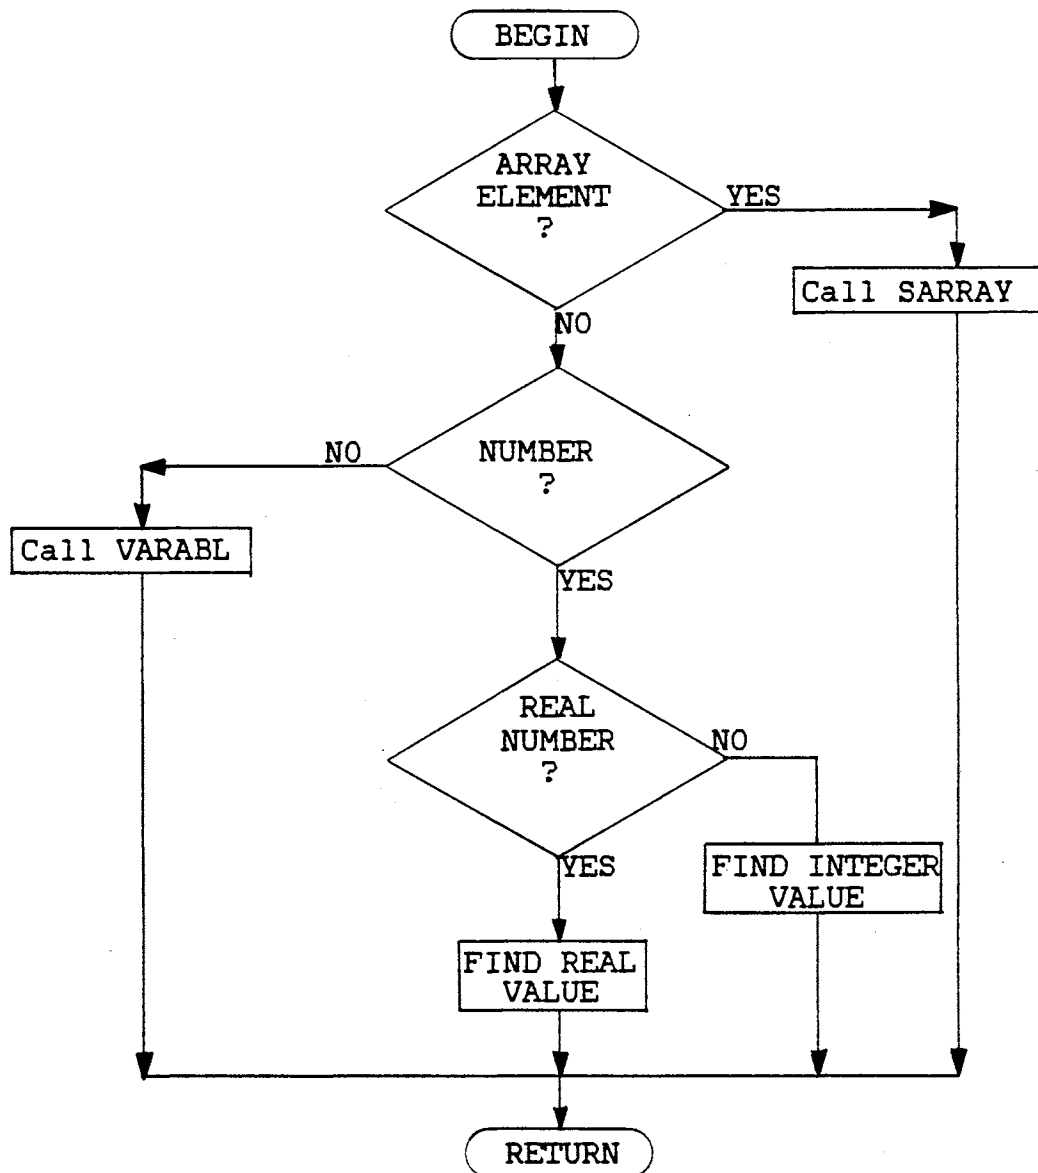 BEGIN
ARRAY
ELEMENT
?
YES
Call SARRAY
NO
NUMBER
?
NO
Call VARABL
YES
REAL
NUMBER
?
NO
YES
FIND INTEGER
VALUE
FIND REAL
VALUE
RETURN